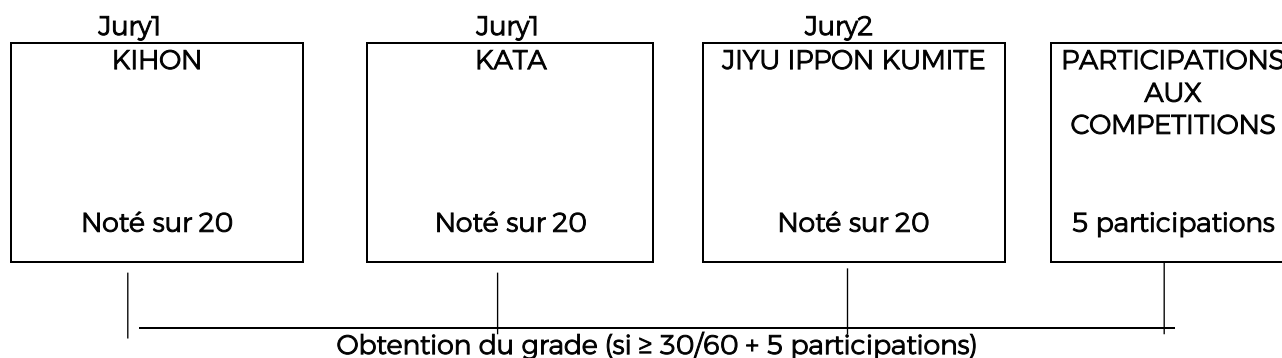 Jury1
KIHON
Noté sur 20
Jury1
KATA
Noté sur 20
Jury2
JIYU IPPON KUMITE
Noté sur 20
PARTICIPATIONS
AUX
COMPETITIONS
5 participations
Obtention du grade (si ≥ 30/60 + 5 participations)